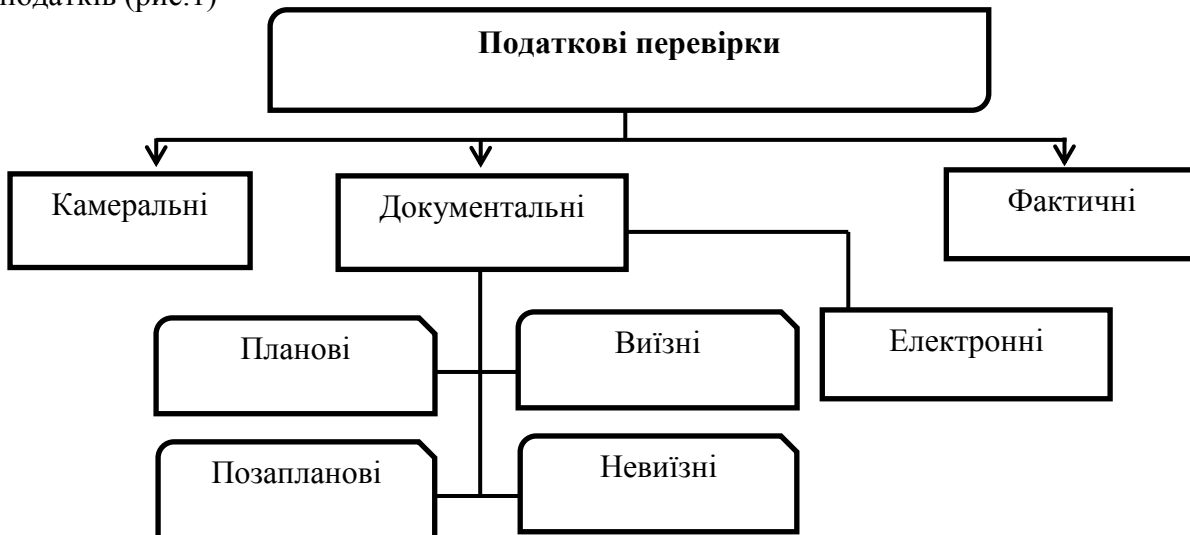 податків (рис.1)
Податкові перевірки
Камеральні
Документальні
Фактичні
Планові
Виїзні
Електронні
Позапланові
Невиїзні